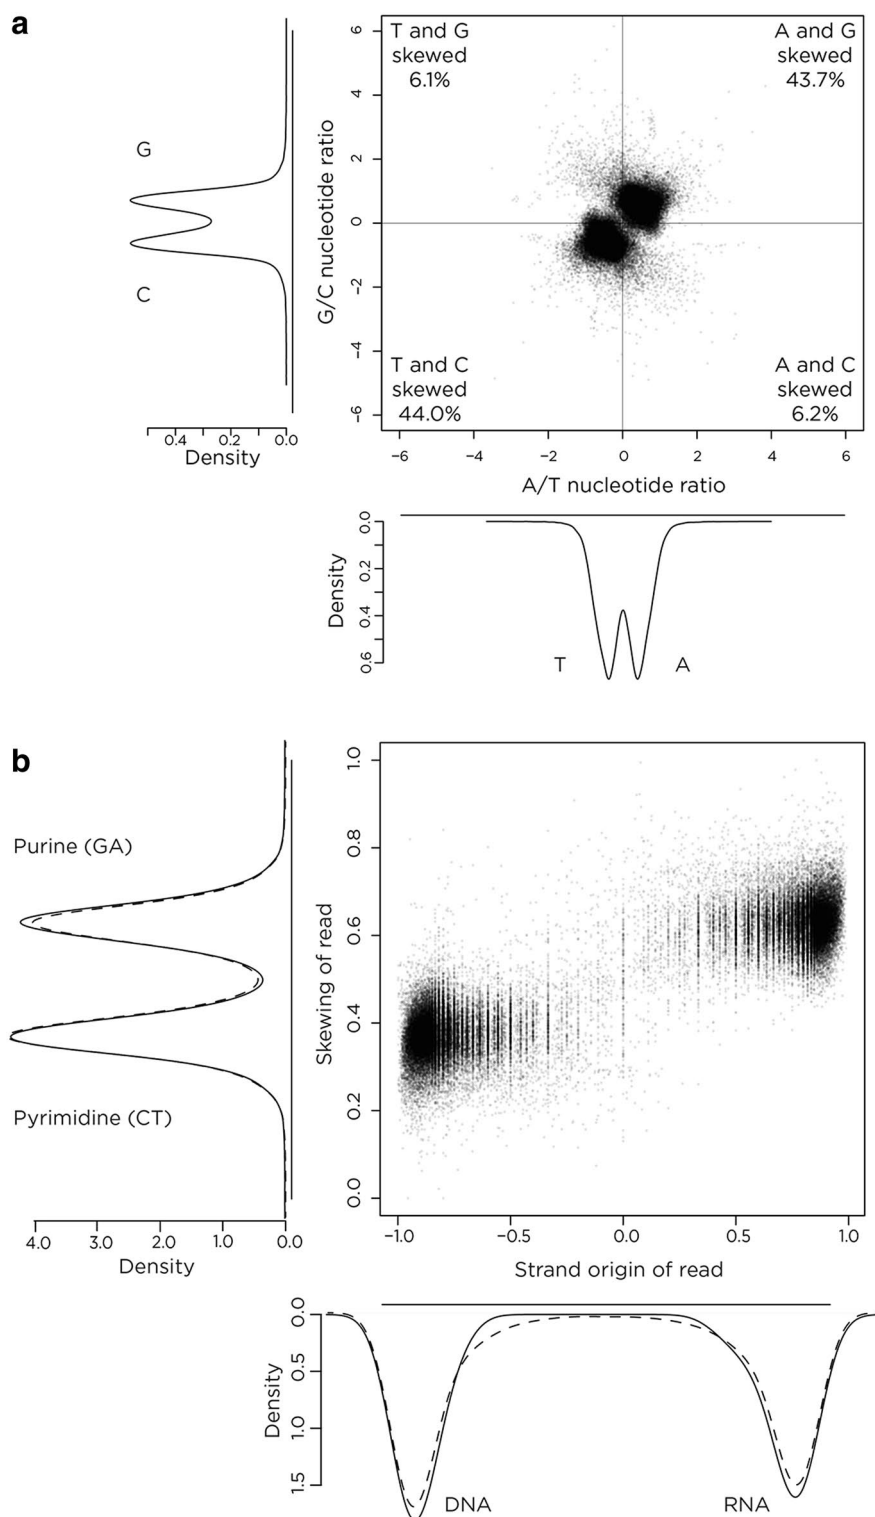 a
G
C
0.4 0.2 0.0
Density
G/C nucleotide ratio
6
4
2
0
−2
−4
−6
T and G
skewed
6.1%
A and G
skewed
43.7%
T and C
skewed
44.0%
A and C
skewed
6.2%
−6 −4 −2 0 2 4 6
A/T nucleotide ratio
Density
0.0
0.2
0.4
0.6
T A
b
Purine (GA)
Pyrimidine (CT)
4.0 3.0 2.0 1.0 0.0
Density
Skewing of read
1.0
0.8
0.6
0.4
0.2
0.0
-1.0 −0.5 0.0 0.5 1.0
Strand origin of read
Density
0.0
0.5
1.0
1.5
DNA RNA